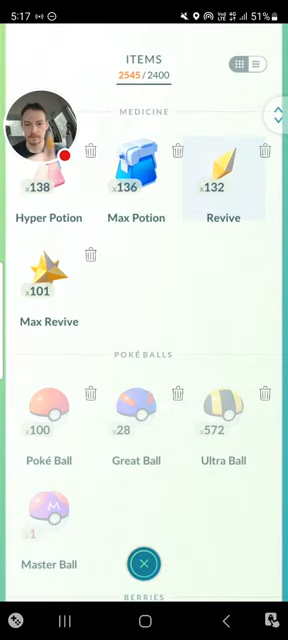 5:17
51%
ITEMS
2545 / 2400
MEDICINE
x138
x136
x132
Hyper Potion
Max Potion
Revive
x101
Max Revive
POKÉ BALLS
x100
x28
x572
Poké Ball
Great Ball
Ultra Ball
M
x1
Master Ball
BERRIES